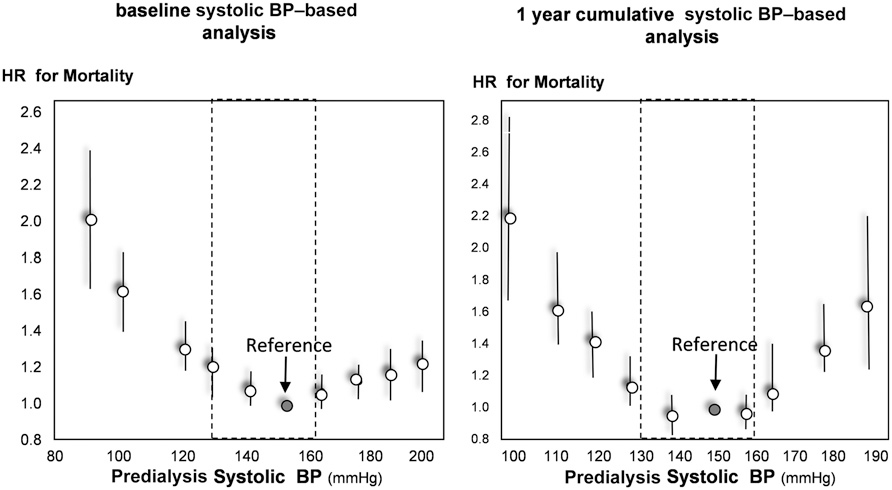 baseline systolic BP–based
analysis
HR for Mortality
2.6
2.4
2.2
2.0
1.8
1.6
1.4
1.2
1.0
0.8
Reference
80 100 120 140 160 180 200
Predialysis Systolic BP (mmHg)
1 year cumulative systolic BP–based
analysis
HR for Mortality
2.8
2.6
2.4
2.2
2.0
1.8
1.6
1.4
1.2
1.0
0.8
Reference
100 110 120 130 140 150 160 170 180 190
Predialysis Systolic BP (mmHg)